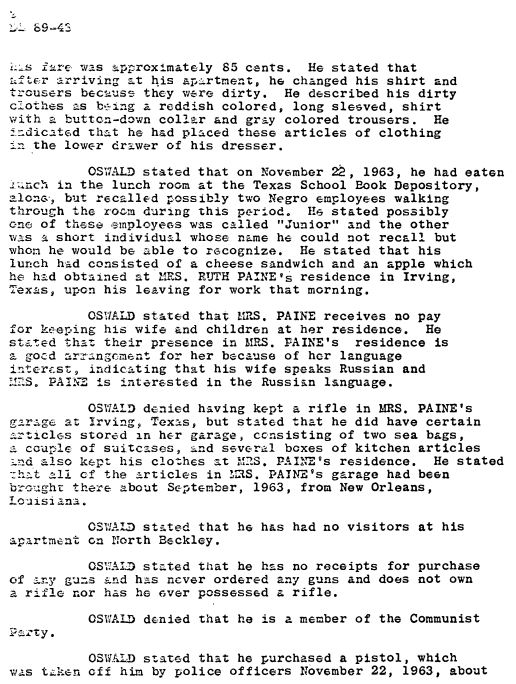 2
DL 89-43
his fare was approximately 85 cents. He stated that
after arriving at his apartment, he changed his shirt and
trousers because they were dirty. He described his dirty
clothes as being a reddish colored, long sleeved, shirt
with a button-down collar and gray colored trousers. He
indicated that he had placed these articles of clothing
in the lower drawer of his dresser.
OSWALD stated that on November 22, 1963, he had eaten
lunch in the lunch room at the Texas School Book Depository,
alone, but recalled possibly two Negro employees walking
through the room during this period. He stated possibly
one of these employees was called "Junior" and the other
was a short individual whose name he could not recall but
whom he would be able to recognize. He stated that his
lunch had consisted of a cheese sandwich and an apple which
he had obtained at MRS. RUTH PAINE's residence in Irving,
Texas, upon his leaving for work that morning.
OSWALD stated that MRS. PAINE receives no pay
for keeping his wife and children at her residence. He
stated that their presence in MRS. PAINE's residence is
a good arrangement for her because of her language
interest, indicating that his wife speaks Russian and
MRS. PAINE is interested in the Russian language.
OSWALD denied having kept a rifle in MRS. PAINE's
garage at Irving, Texas, but stated that he did have certain
articles stored in her garage, consisting of two sea bags,
a couple of suitcases, and several boxes of kitchen articles
and also kept his clothes at MRS. PAINE's residence. He stated
that all of the articles in MRS. PAINE's garage had been
brought there about September, 1963, from New Orleans,
Louisiana.
OSWALD stated that he has had no visitors at his
apartment on North Beckley.
OSWALD stated that he has no receipts for purchase
of any guns and has never ordered any guns and does not own
a rifle nor has he ever possessed a rifle.
OSWALD denied that he is a member of the Communist
Party.
OSWALD stated that he purchased a pistol, which
was taken off him by police officers November 22, 1963, about